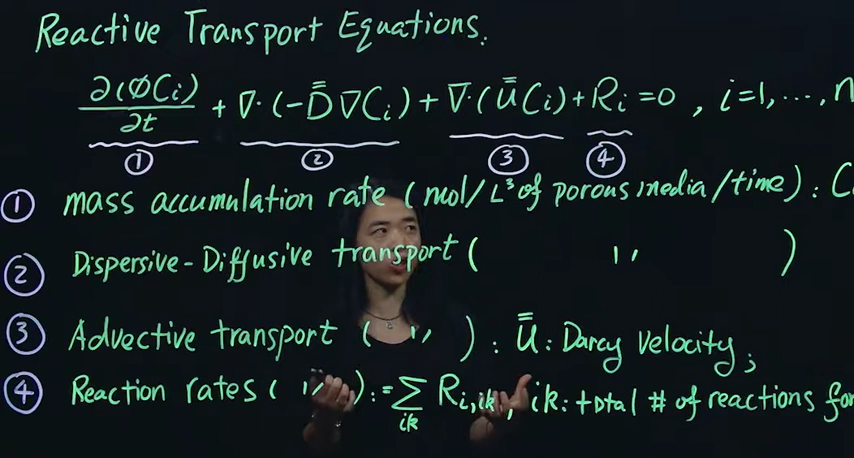 Reactive Transport Equations.
∂(ϕCi)/∂t + ∇·(-D̿∇Ci) + ∇·(u̿Ci) + Ri = 0 , i=1, ..., n
① ② ③ ④
① mass accumulation rate (mol/L³ of porous media/time) : C
② Dispersive-Diffusive transport ( 〃 )
③ Advective transport ( 〃 ) : u̿ : Darcy velocity ;
④ Reaction rates ( 〃 ) : = ∑ik Ri,ik , ik: total # of reactions for